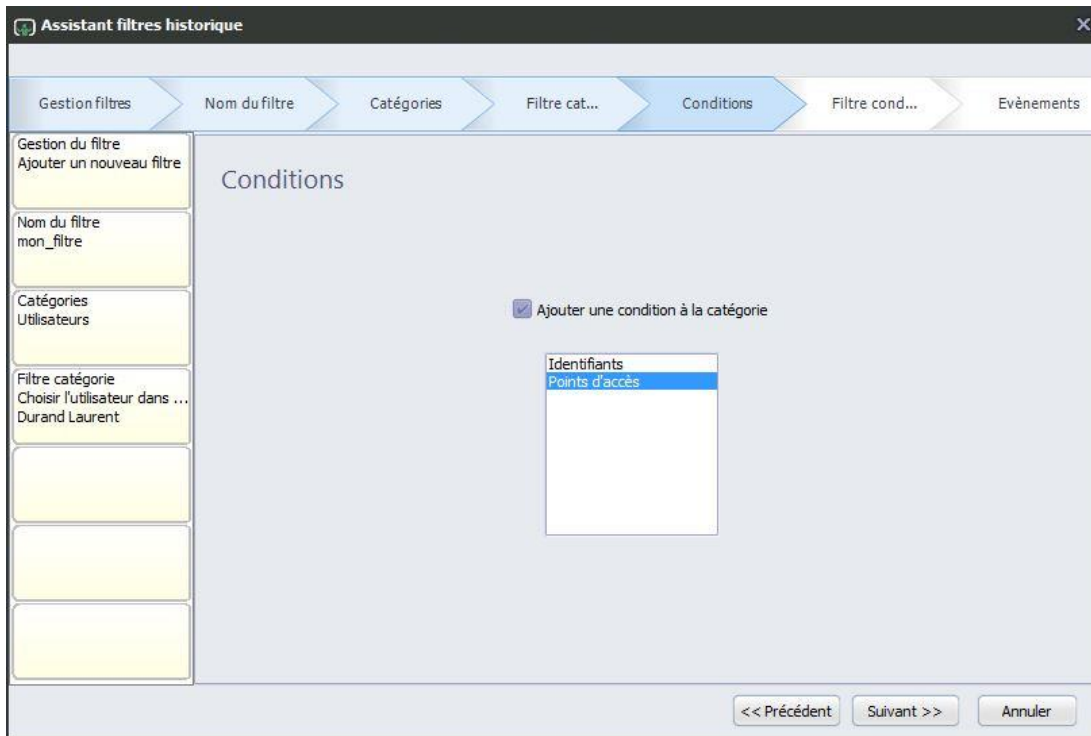 Assistant filtres historique
Gestion filtres
Nom du filtre
Catégories
Filtre cat...
Conditions
Filtre cond...
Evènements
Gestion du filtre
Ajouter un nouveau filtre
Nom du filtre
mon_filtre
Catégories
Utilisateurs
Filtre catégorie
Choisir l'utilisateur dans ...
Durand Laurent
Conditions
Ajouter une condition à la catégorie
Identifiants
Points d'accès
<< Précédent
Suivant >>
Annuler